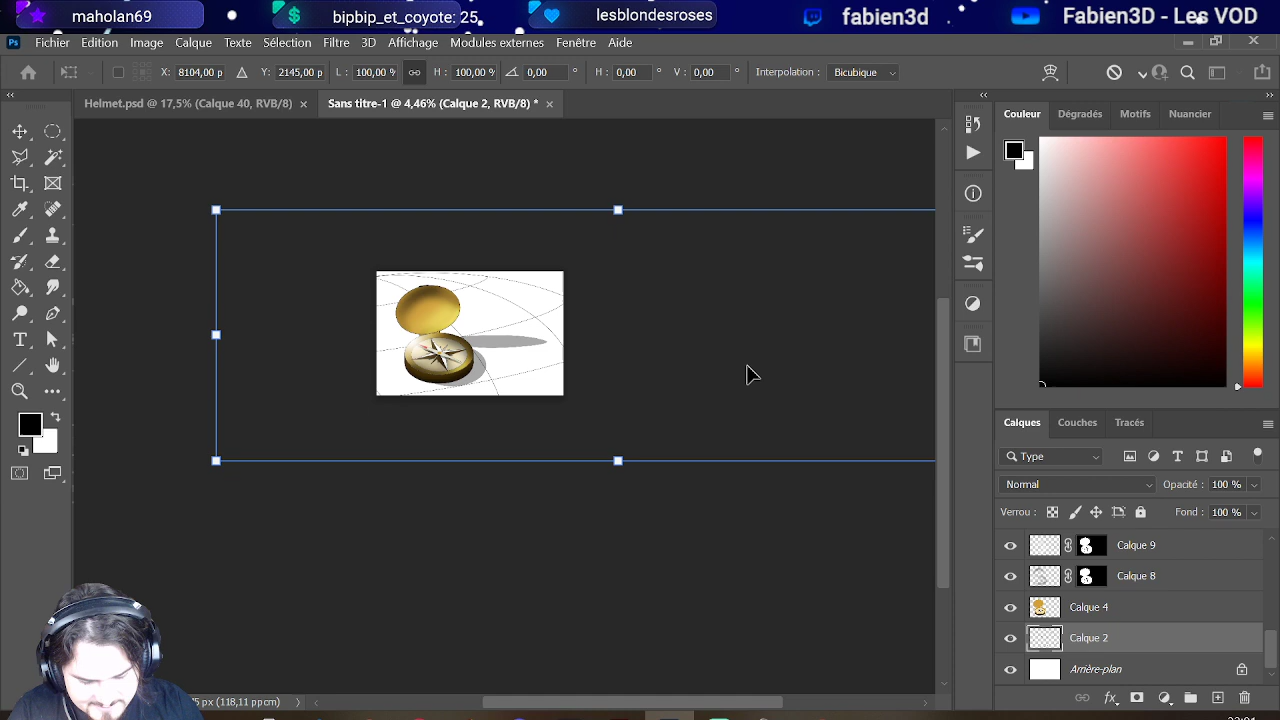 maholan69
bipbip_et_coyote: 25
lesblondesroses
fabien3d
Fabien3D - Les VOD
Ps
Fichier Edition Image Calque Texte Sélection Filtre 3D Affichage Modules externes Fenêtre Aide
X: 8104,00 p Y: 2145,00 p L: 100,00 % H: 100,00 % 0,00 ° H: 0,00 ° V: 0,00 ° Interpolation : Bicubique
Helmet.psd @ 17,5% (Calque 40, RVB/8) ×
Sans titre-1 @ 4,46% (Calque 2, RVB/8) * ×
Couleur Dégradés Motifs Nuancier
Calques Couches Tracés
Type
Normal Opacité : 100 %
Verrou : Fond : 100 %
Calque 9
Calque 8
Calque 4
Calque 2
Arrière-plan
px (118,11 ppcm)
fx